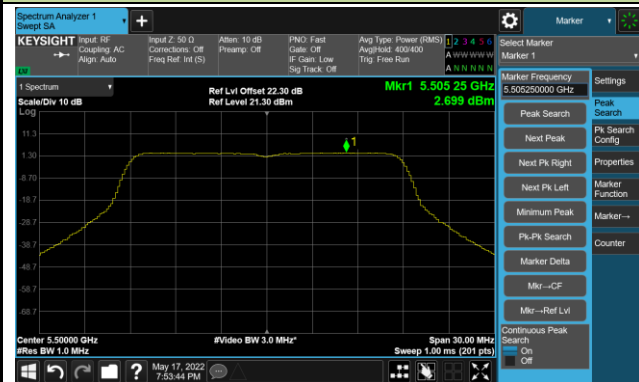 Spectrum Analyzer 1
Swept SA
Marker
KEYSIGHT
Input: RF
Coupling: AC
Align: Auto
Input Z: 50 Ω
Corrections: Off
Freq Ref: Int (S)
Atten: 10 dB
Preamp: Off
PNO: Fast
Gate: Off
IF Gain: Low
Sig Track: Off
Avg Type: Power (RMS)
Avg|Hold: 400/400
Trig: Free Run
1 2 3 4 5 6
A W W W W W
A N N N N N
LXI
Select Marker
Marker 1
1 Spectrum
Scale/Div 10 dB
Log
Ref Lvl Offset 22.30 dB
Ref Level 21.30 dBm
Mkr1 5.505 25 GHz
2.699 dBm
11.3
1.30
-8.70
-18.7
-28.7
-38.7
-48.7
-58.7
-68.7
1
Center 5.50000 GHz
#Res BW 1.0 MHz
#Video BW 3.0 MHz*
Span 30.00 MHz
Sweep 1.00 ms (201 pts)
Marker Frequency
5.505250000 GHz
Peak Search
Next Peak
Next Pk Right
Next Pk Left
Minimum Peak
Pk-Pk Search
Marker Delta
Mkr→CF
Mkr→Ref Lvl
Continuous Peak
Search
On
Off
Settings
Peak
Search
Pk Search
Config
Properties
Marker
Function
Marker→
Counter
May 17, 2022
7:53:44 PM